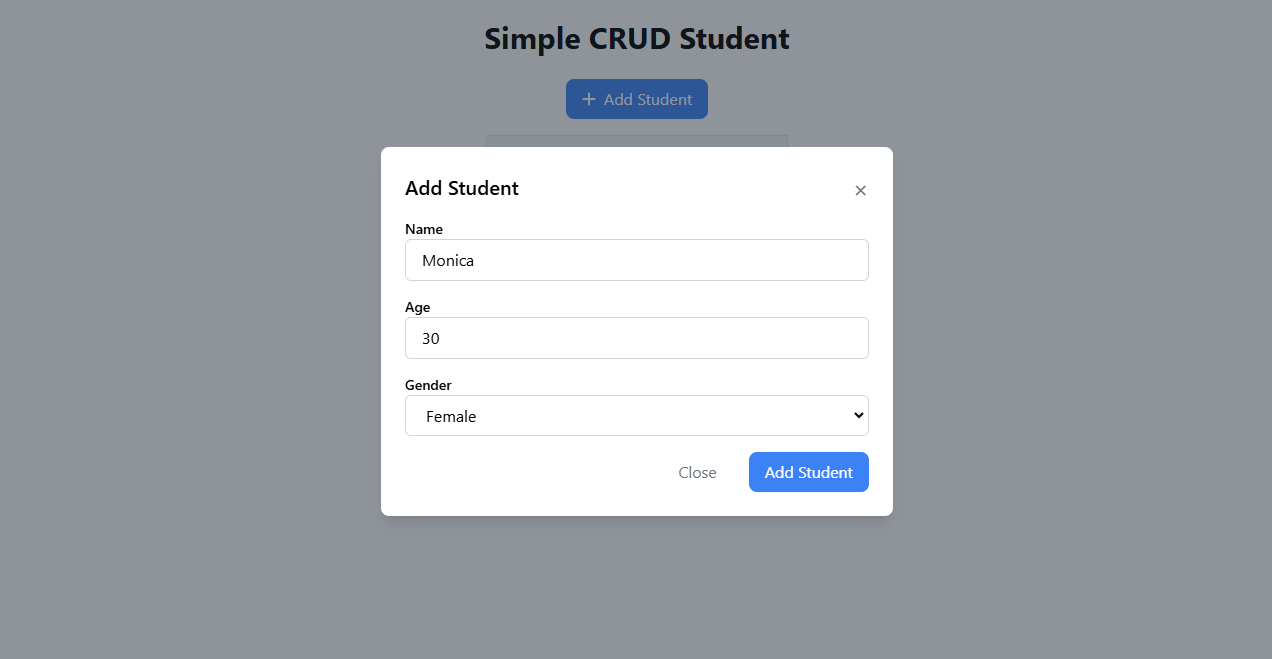 Simple CRUD Student
+ Add Student
Add Student ×
Name
Monica
Age
30
Gender
Female
Close Add Student